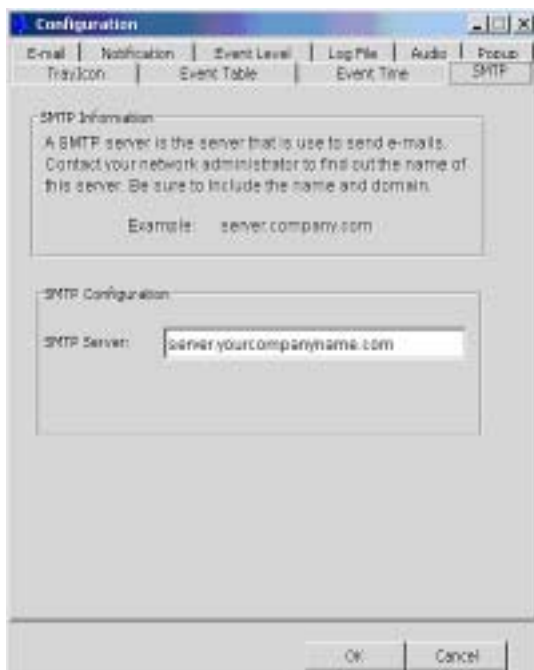 Configuration
E-mail Notification Event Level Log File Audio Popup
TrayIcon Event Table Event Time SMTP
SMTP Information
A SMTP server is the server that is use to send e-mails.
Contact your network administrator to find out the name of
this server. Be sure to include the name and domain.
Example: server.company.com
SMTP Configuration
SMTP Server: server.yourcompanyname.com
OK Cancel